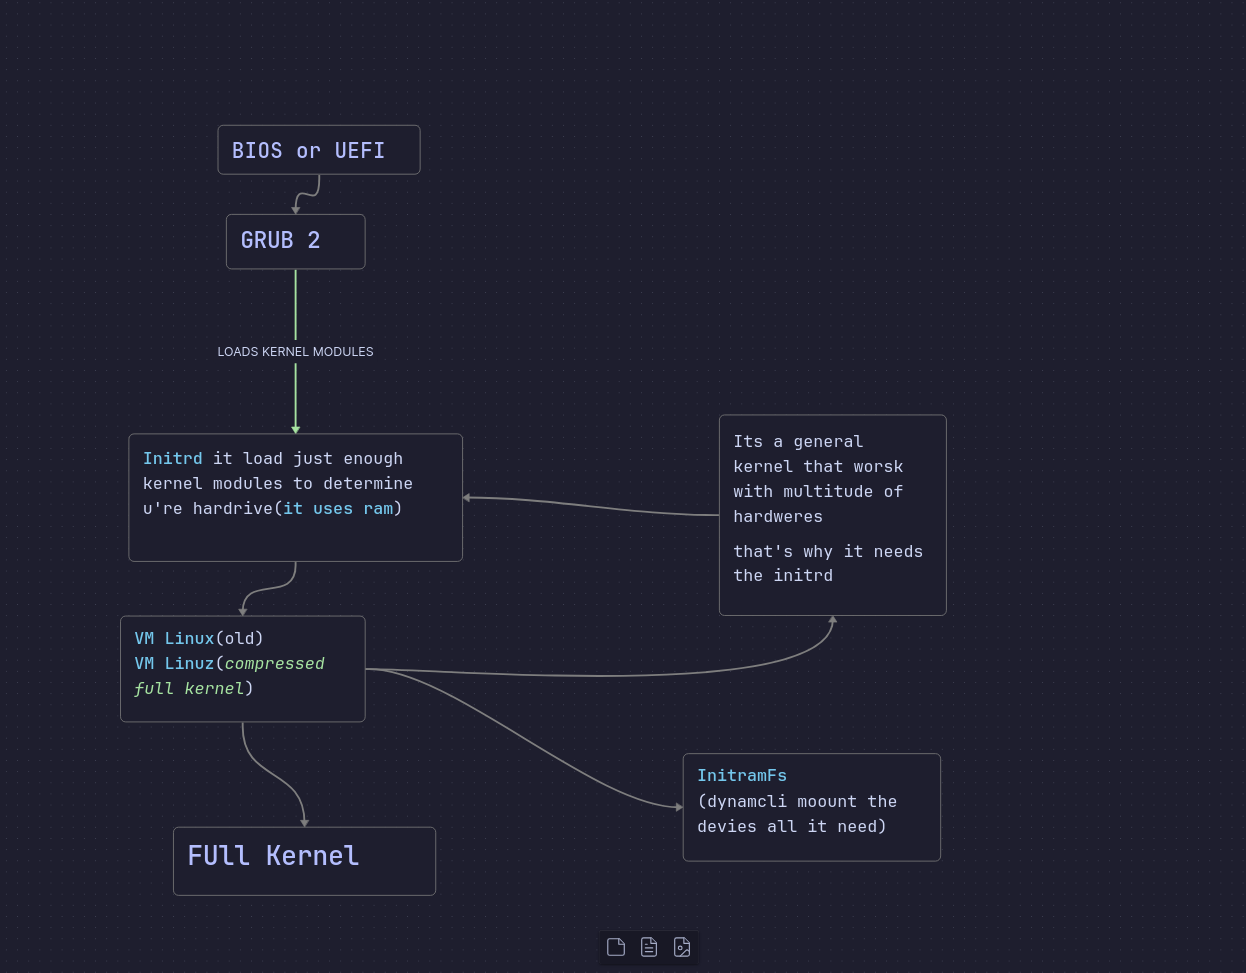 BIOS or UEFI
GRUB 2
LOADS KERNEL MODULES
Initrd it load just enough
kernel modules to determine
u're hardrive(it uses ram)
Its a general
kernel that worsk
with multitude of
hardweres
that's why it needs
the initrd
VM Linux(old)
VM Linuz(compressed
full kernel)
InitramFs
(dynamcli moount the
devies all it need)
FUll Kernel